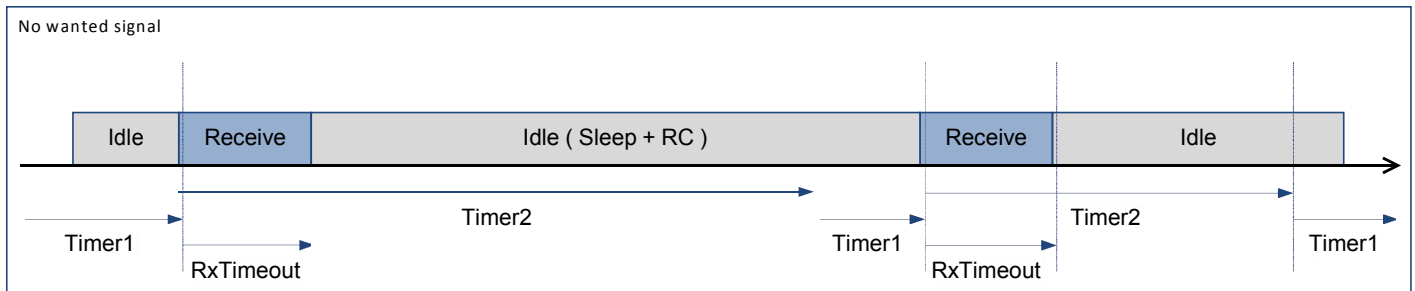 No wanted signal
Idle Receive Idle ( Sleep + RC ) Receive Idle
Timer2 Timer2
Timer1 Timer1 Timer1
RxTimeout RxTimeout